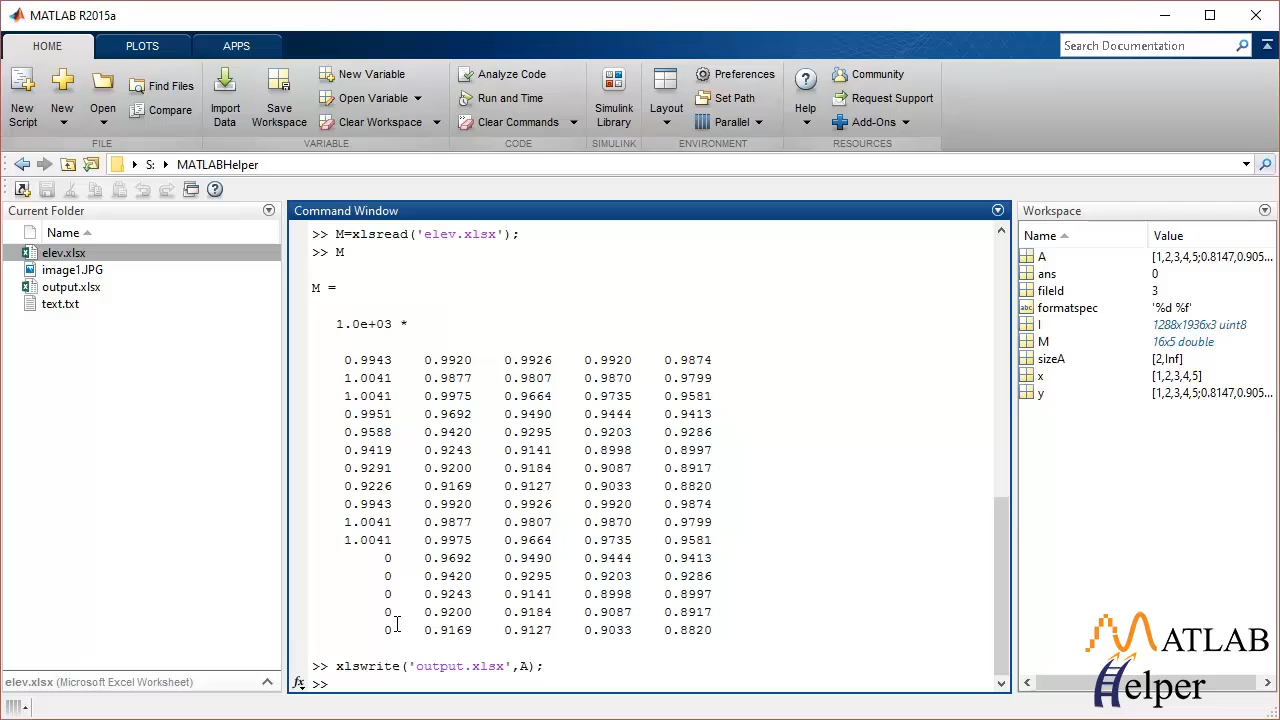 MATLAB R2015a
HOME PLOTS APPS
Search Documentation
New Script
New
Open
Find Files
Compare
Import Data
Save Workspace
New Variable
Open Variable
Clear Workspace
Analyze Code
Run and Time
Clear Commands
Simulink Library
Layout
Preferences
Set Path
Parallel
Help
Community
Request Support
Add-Ons
FILE VARIABLE CODE SIMULINK ENVIRONMENT RESOURCES
S: MATLABHelper
Current Folder
Name
elev.xlsx
image1.JPG
output.xlsx
text.txt
elev.xlsx (Microsoft Excel Worksheet)
Command Window
>> M=xlsread('elev.xlsx');
>> M
M =
1.0e+03 *
0.9943 0.9920 0.9926 0.9920 0.9874
1.0041 0.9877 0.9807 0.9870 0.9799
1.0041 0.9975 0.9664 0.9735 0.9581
0.9951 0.9692 0.9490 0.9444 0.9413
0.9588 0.9420 0.9295 0.9203 0.9286
0.9419 0.9243 0.9141 0.8998 0.8997
0.9291 0.9200 0.9184 0.9087 0.8917
0.9226 0.9169 0.9127 0.9033 0.8820
0.9943 0.9920 0.9926 0.9920 0.9874
1.0041 0.9877 0.9807 0.9870 0.9799
1.0041 0.9975 0.9664 0.9735 0.9581
0 0.9692 0.9490 0.9444 0.9413
0 0.9420 0.9295 0.9203 0.9286
0 0.9243 0.9141 0.8998 0.8997
0 0.9200 0.9184 0.9087 0.8917
0 0.9169 0.9127 0.9033 0.8820
>> xlswrite('output.xlsx',A);
fx >>
Workspace
Name Value
A [1,2,3,4,5;0.8147,0.905...
ans 0
fileId 3
formatspec '%d %f'
I 1288x1936x3 uint8
M 16x5 double
sizeA [2,Inf]
x [1,2,3,4,5]
y [1,2,3,4,5;0.8147,0.905...
MATLAB
Helper